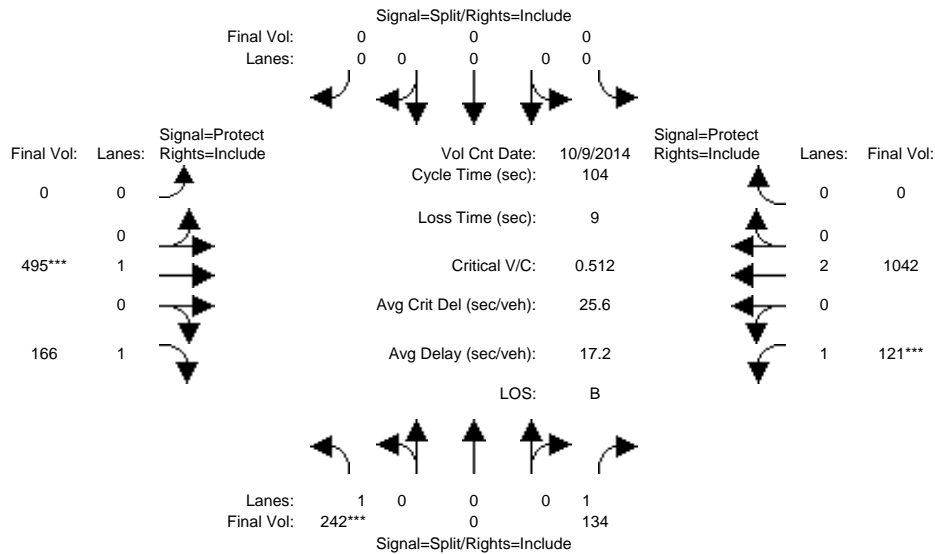 Signal=Split/Rights=Include
Final Vol: 0 0 0
Lanes: 0 0 0 0 0
Signal=Protect Signal=Protect
Final Vol: Lanes: Rights=Include Vol Cnt Date: 10/9/2014 Rights=Include Lanes: Final Vol:
Cycle Time (sec): 104
0 0 0 0
Loss Time (sec): 9
0 0
495*** 1 Critical V/C: 0.512 2 1042
0 Avg Crit Del (sec/veh): 25.6 0
166 1 Avg Delay (sec/veh): 17.2 1 121***
LOS: B
Lanes: 1 0 0 0 1
Final Vol: 242*** 0 134
Signal=Split/Rights=Include